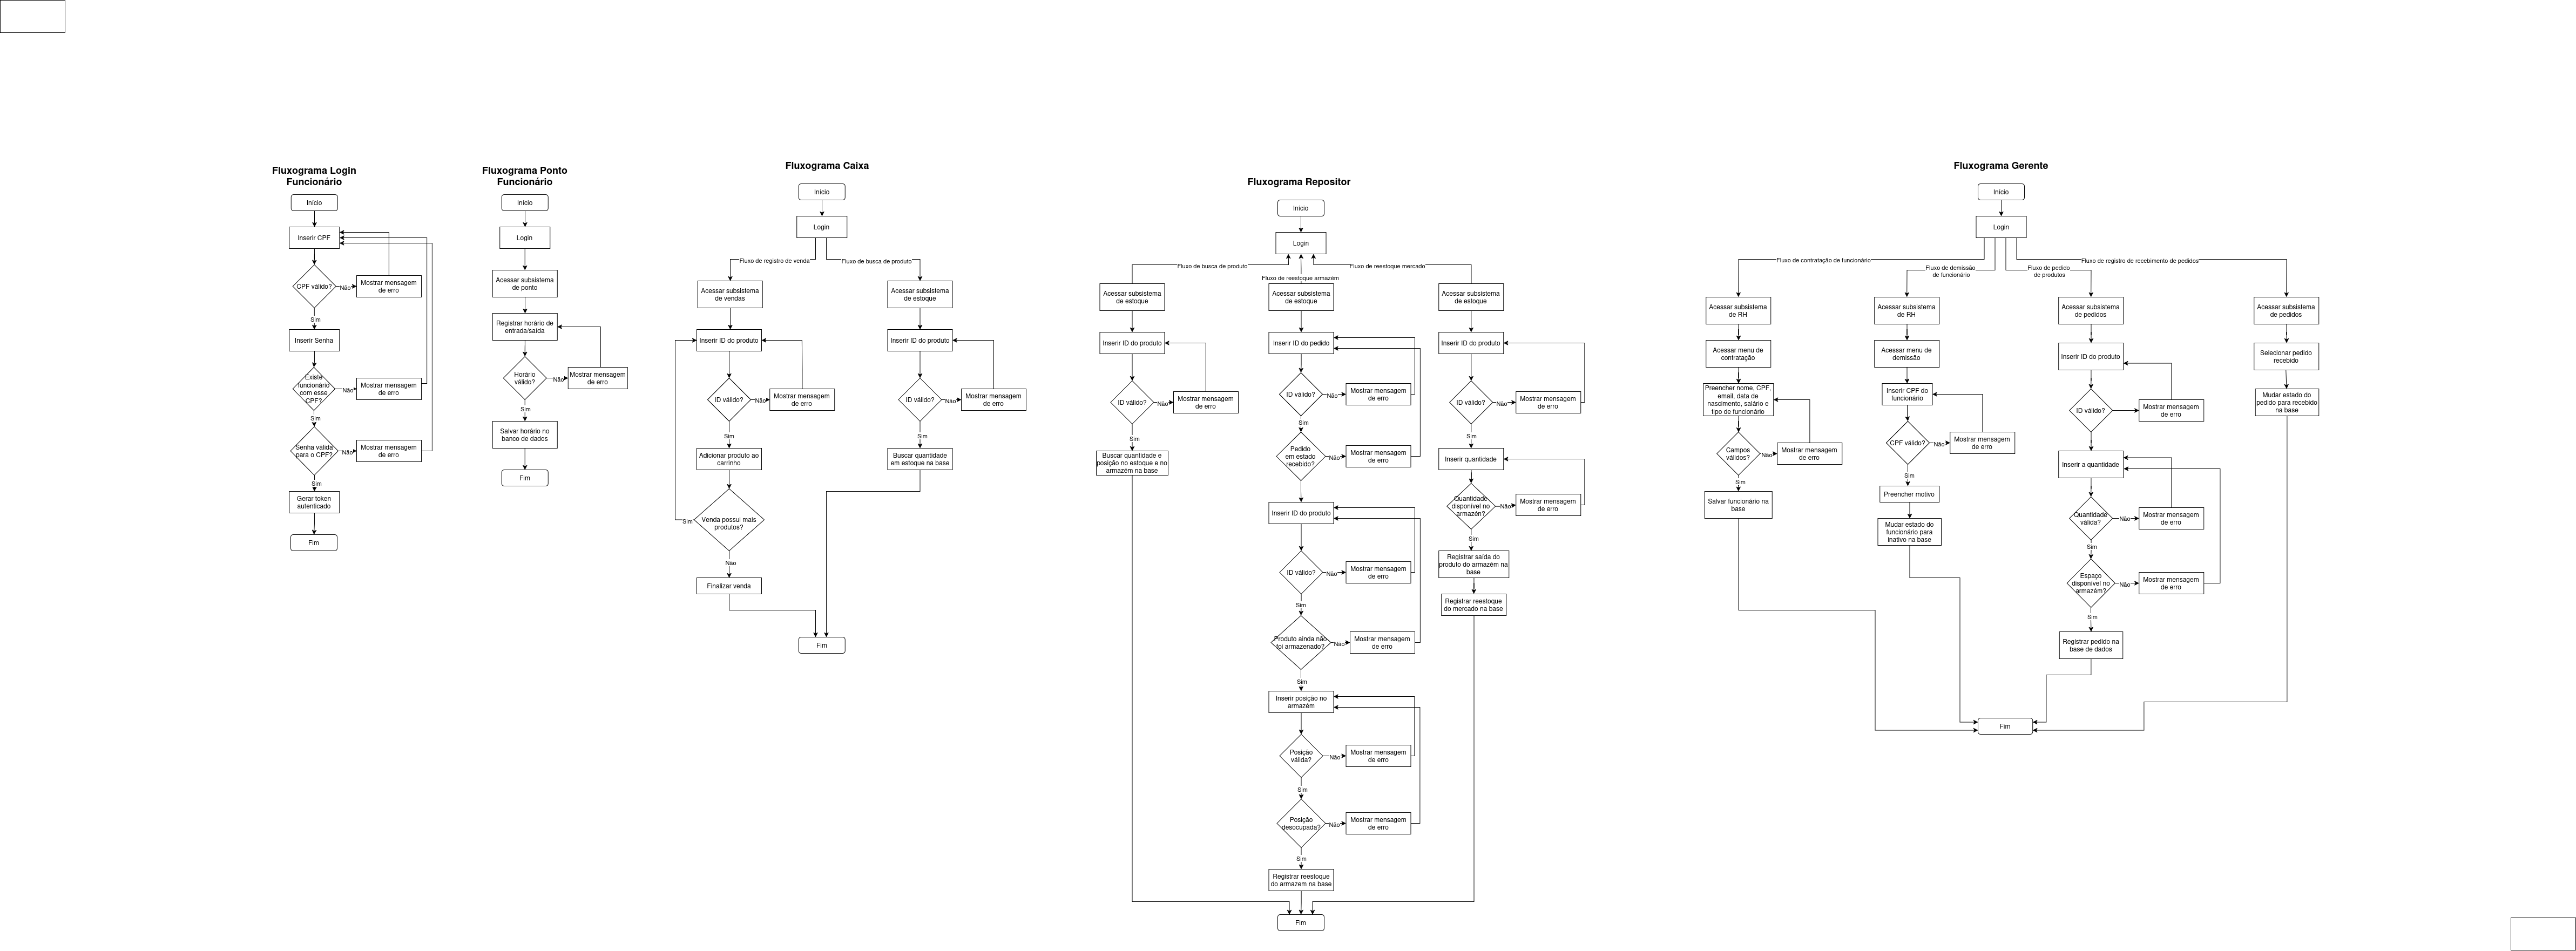 Fluxograma Login
Funcionário
Início
Inserir CPF
CPF válido?
Não
Mostrar mensagem
de erro
Sim
Inserir Senha
Existe
funcionário
com esse
CPF?
Não
Mostrar mensagem
de erro
Sim
Senha válida
para o CPF?
Não
Mostrar mensagem
de erro
Sim
Gerar token
autenticado
Fim
Fluxograma Ponto
Funcionário
Início
Login
Acessar subsistema
de ponto
Registrar horário de
entrada/saída
Horário
válido?
Não
Mostrar mensagem
de erro
Sim
Salvar horário no
banco de dados
Fim
Fluxograma Caixa
Início
Login
Fluxo de registro de venda
Fluxo de busca de produto
Acessar subsistema
de vendas
Inserir ID do produto
ID válido?
Não
Mostrar mensagem
de erro
Sim
Adicionar produto ao
carrinho
Venda possui mais
produtos?
Sim
Não
Finalizar venda
Acessar subsistema
de estoque
Inserir ID do produto
ID válido?
Não
Mostrar mensagem
de erro
Sim
Buscar quantidade
em estoque na base
Fim
Fluxograma Repositor
Início
Login
Fluxo de busca de produto
Fluxo de reestoque armazém
Fluxo de reestoque mercado
Acessar subsistema
de estoque
Inserir ID do produto
ID válido?
Não
Mostrar mensagem
de erro
Sim
Buscar quantidade e
posição no estoque e no
armazém na base
Acessar subsistema
de estoque
Inserir ID do pedido
ID válido?
Não
Mostrar mensagem
de erro
Sim
Pedido
em estado
recebido?
Não
Mostrar mensagem
de erro
Inserir ID do produto
ID válido?
Não
Mostrar mensagem
de erro
Sim
Produto ainda não
foi armazenado?
Não
Mostrar mensagem
de erro
Sim
Inserir posição no
armazém
Posição
válida?
Não
Mostrar mensagem
de erro
Sim
Posição
desocupada?
Não
Mostrar mensagem
de erro
Sim
Registrar reestoque
do armazem na base
Acessar subsistema
de estoque
Inserir ID do produto
ID válido?
Não
Mostrar mensagem
de erro
Sim
Inserir quantidade
Quantidade
disponível no
armazén?
Não
Mostrar mensagem
de erro
Sim
Registrar saída do
produto do armazém na
base
Registrar reestoque
do mercado na base
Fim
Fluxograma Gerente
Início
Login
Fluxo de contratação de funcionário
Fluxo de demissão
de funcionário
Fluxo de pedido
de produtos
Fluxo de registro de recebimento de pedidos
Acessar subsistema
de RH
Acessar menu de
contratação
Preencher nome, CPF,
email, data de
nascimento, salário e
tipo de funcionário
Campos
válidos?
Não
Mostrar mensagem
de erro
Sim
Salvar funcionário na
base
Acessar subsistema
de RH
Acessar menu de
demissão
Inserir CPF do
funcionário
CPF válido?
Não
Mostrar mensagem
de erro
Sim
Preencher motivo
Mudar estado do
funcionário para
inativo na base
Acessar subsistema
de pedidos
Inserir ID do produto
ID válido?
Mostrar mensagem
de erro
Inserir a quantidade
Quantidade
válida?
Não
Mostrar mensagem
de erro
Sim
Espaço
disponível no
armazém?
Não
Mostrar mensagem
de erro
Sim
Registrar pedido na
base de dados
Acessar subsistema
de pedidos
Selecionar pedido
recebido
Mudar estado do
pedido para recebido
na base
Fim